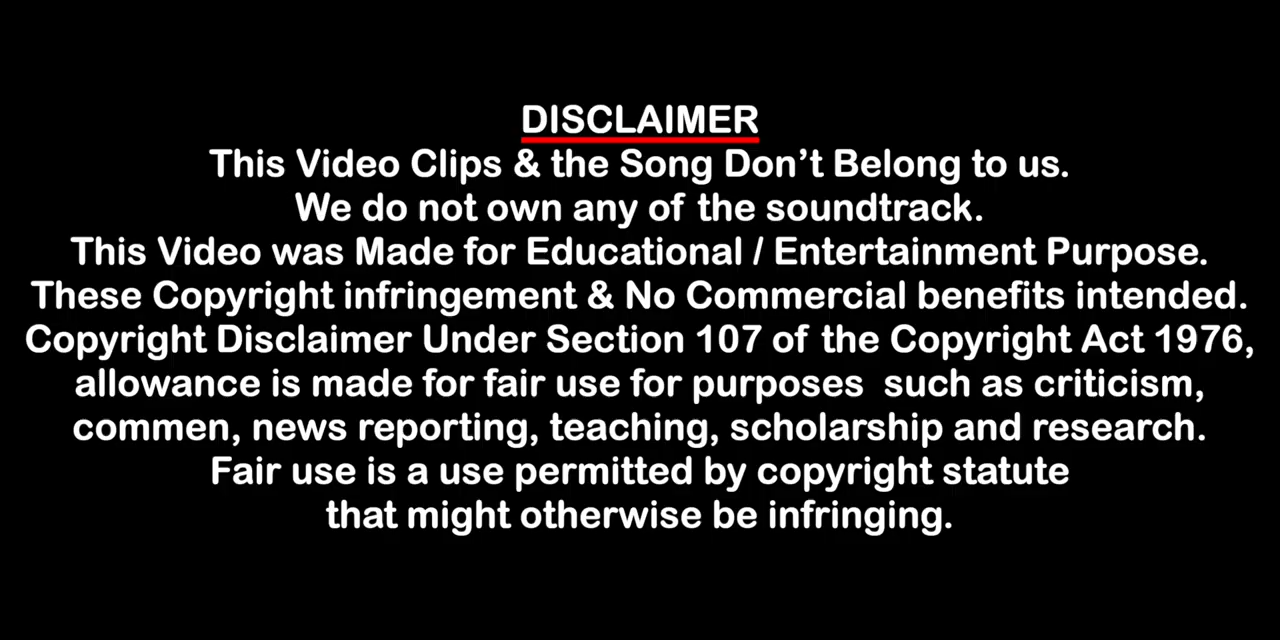 DISCLAIMER
This Video Clips & the Song Don’t Belong to us.
We do not own any of the soundtrack.
This Video was Made for Educational / Entertainment Purpose.
These Copyright infringement & No Commercial benefits intended.
Copyright Disclaimer Under Section 107 of the Copyright Act 1976,
allowance is made for fair use for purposes  such as criticism,
commen, news reporting, teaching, scholarship and research.
Fair use is a use permitted by copyright statute
that might otherwise be infringing.